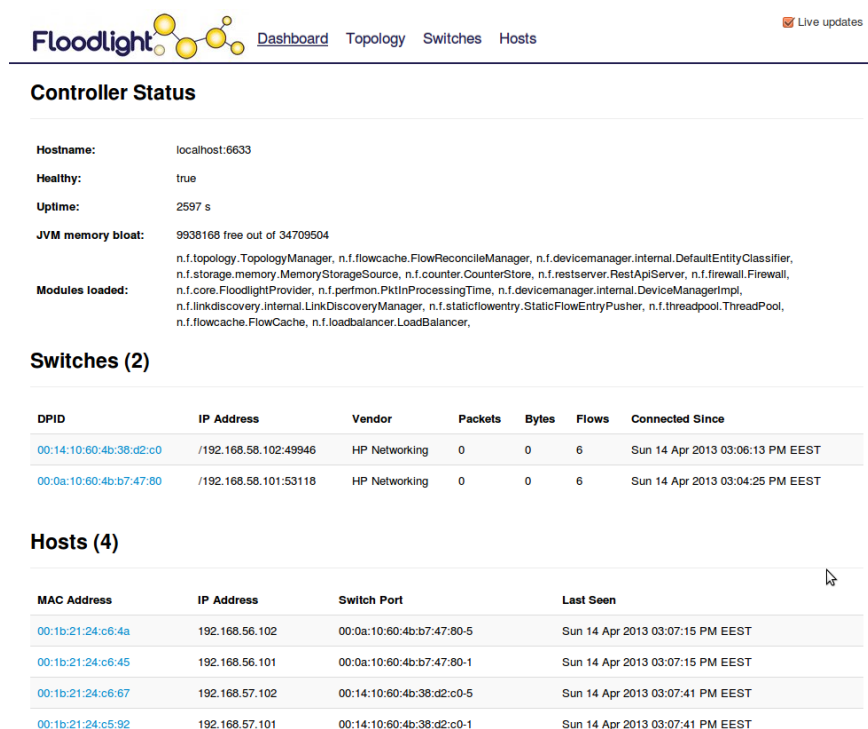 Floodlight Dashboard Topology Switches Hosts Live updates
Controller Status
Hostname: localhost:6633
Healthy: true
Uptime: 2597 s
JVM memory bloat: 9938168 free out of 34709504
Modules loaded: n.f.topology.TopologyManager, n.f.flowcache.FlowReconcileManager, n.f.devicemanager.internal.DefaultEntityClassifier,
n.f.storage.memory.MemoryStorageSource, n.f.counter.CounterStore, n.f.restserver.RestApiServer, n.f.firewall.Firewall,
n.f.core.FloodlightProvider, n.f.perfmon.PktInProcessingTime, n.f.devicemanager.internal.DeviceManagerImpl,
n.f.linkdiscovery.internal.LinkDiscoveryManager, n.f.staticflowentry.StaticFlowEntryPusher, n.f.threadpool.ThreadPool,
n.f.flowcache.FlowCache, n.f.loadbalancer.LoadBalancer,
Switches (2)
DPID IP Address Vendor Packets Bytes Flows Connected Since
00:14:10:60:4b:38:d2:c0 /192.168.58.102:49946 HP Networking 0 0 6 Sun 14 Apr 2013 03:06:13 PM EEST
00:0a:10:60:4b:b7:47:80 /192.168.58.101:53118 HP Networking 0 0 6 Sun 14 Apr 2013 03:04:25 PM EEST
Hosts (4)
MAC Address IP Address Switch Port Last Seen
00:1b:21:24:c6:4a 192.168.56.102 00:0a:10:60:4b:b7:47:80-5 Sun 14 Apr 2013 03:07:15 PM EEST
00:1b:21:24:c6:45 192.168.56.101 00:0a:10:60:4b:b7:47:80-1 Sun 14 Apr 2013 03:07:15 PM EEST
00:1b:21:24:c6:67 192.168.57.102 00:14:10:60:4b:38:d2:c0-5 Sun 14 Apr 2013 03:07:41 PM EEST
00:1b:21:24:c5:92 192.168.57.101 00:14:10:60:4b:38:d2:c0-1 Sun 14 Apr 2013 03:07:41 PM EEST